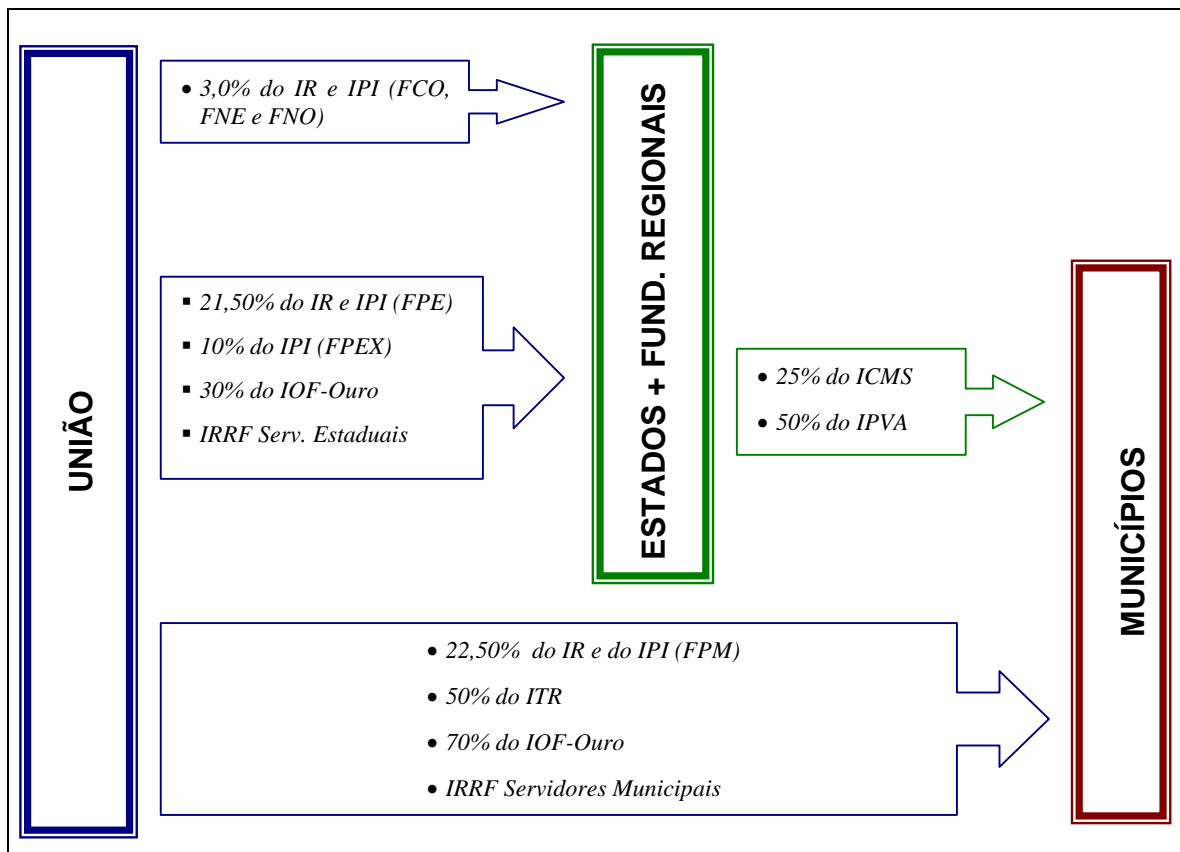 UNIÃO
• 3,0% do IR e IPI (FCO,
FNE e FNO)
▪ 21,50% do IR e IPI (FPE)
▪ 10% do IPI (FPEX)
▪ 30% do IOF-Ouro
▪ IRRF Serv. Estaduais
ESTADOS + FUND. REGIONAIS
• 25% do ICMS
• 50% do IPVA
• 22,50% do IR e do IPI (FPM)
• 50% do ITR
• 70% do IOF-Ouro
• IRRF Servidores Municipais
MUNICÍPIOS